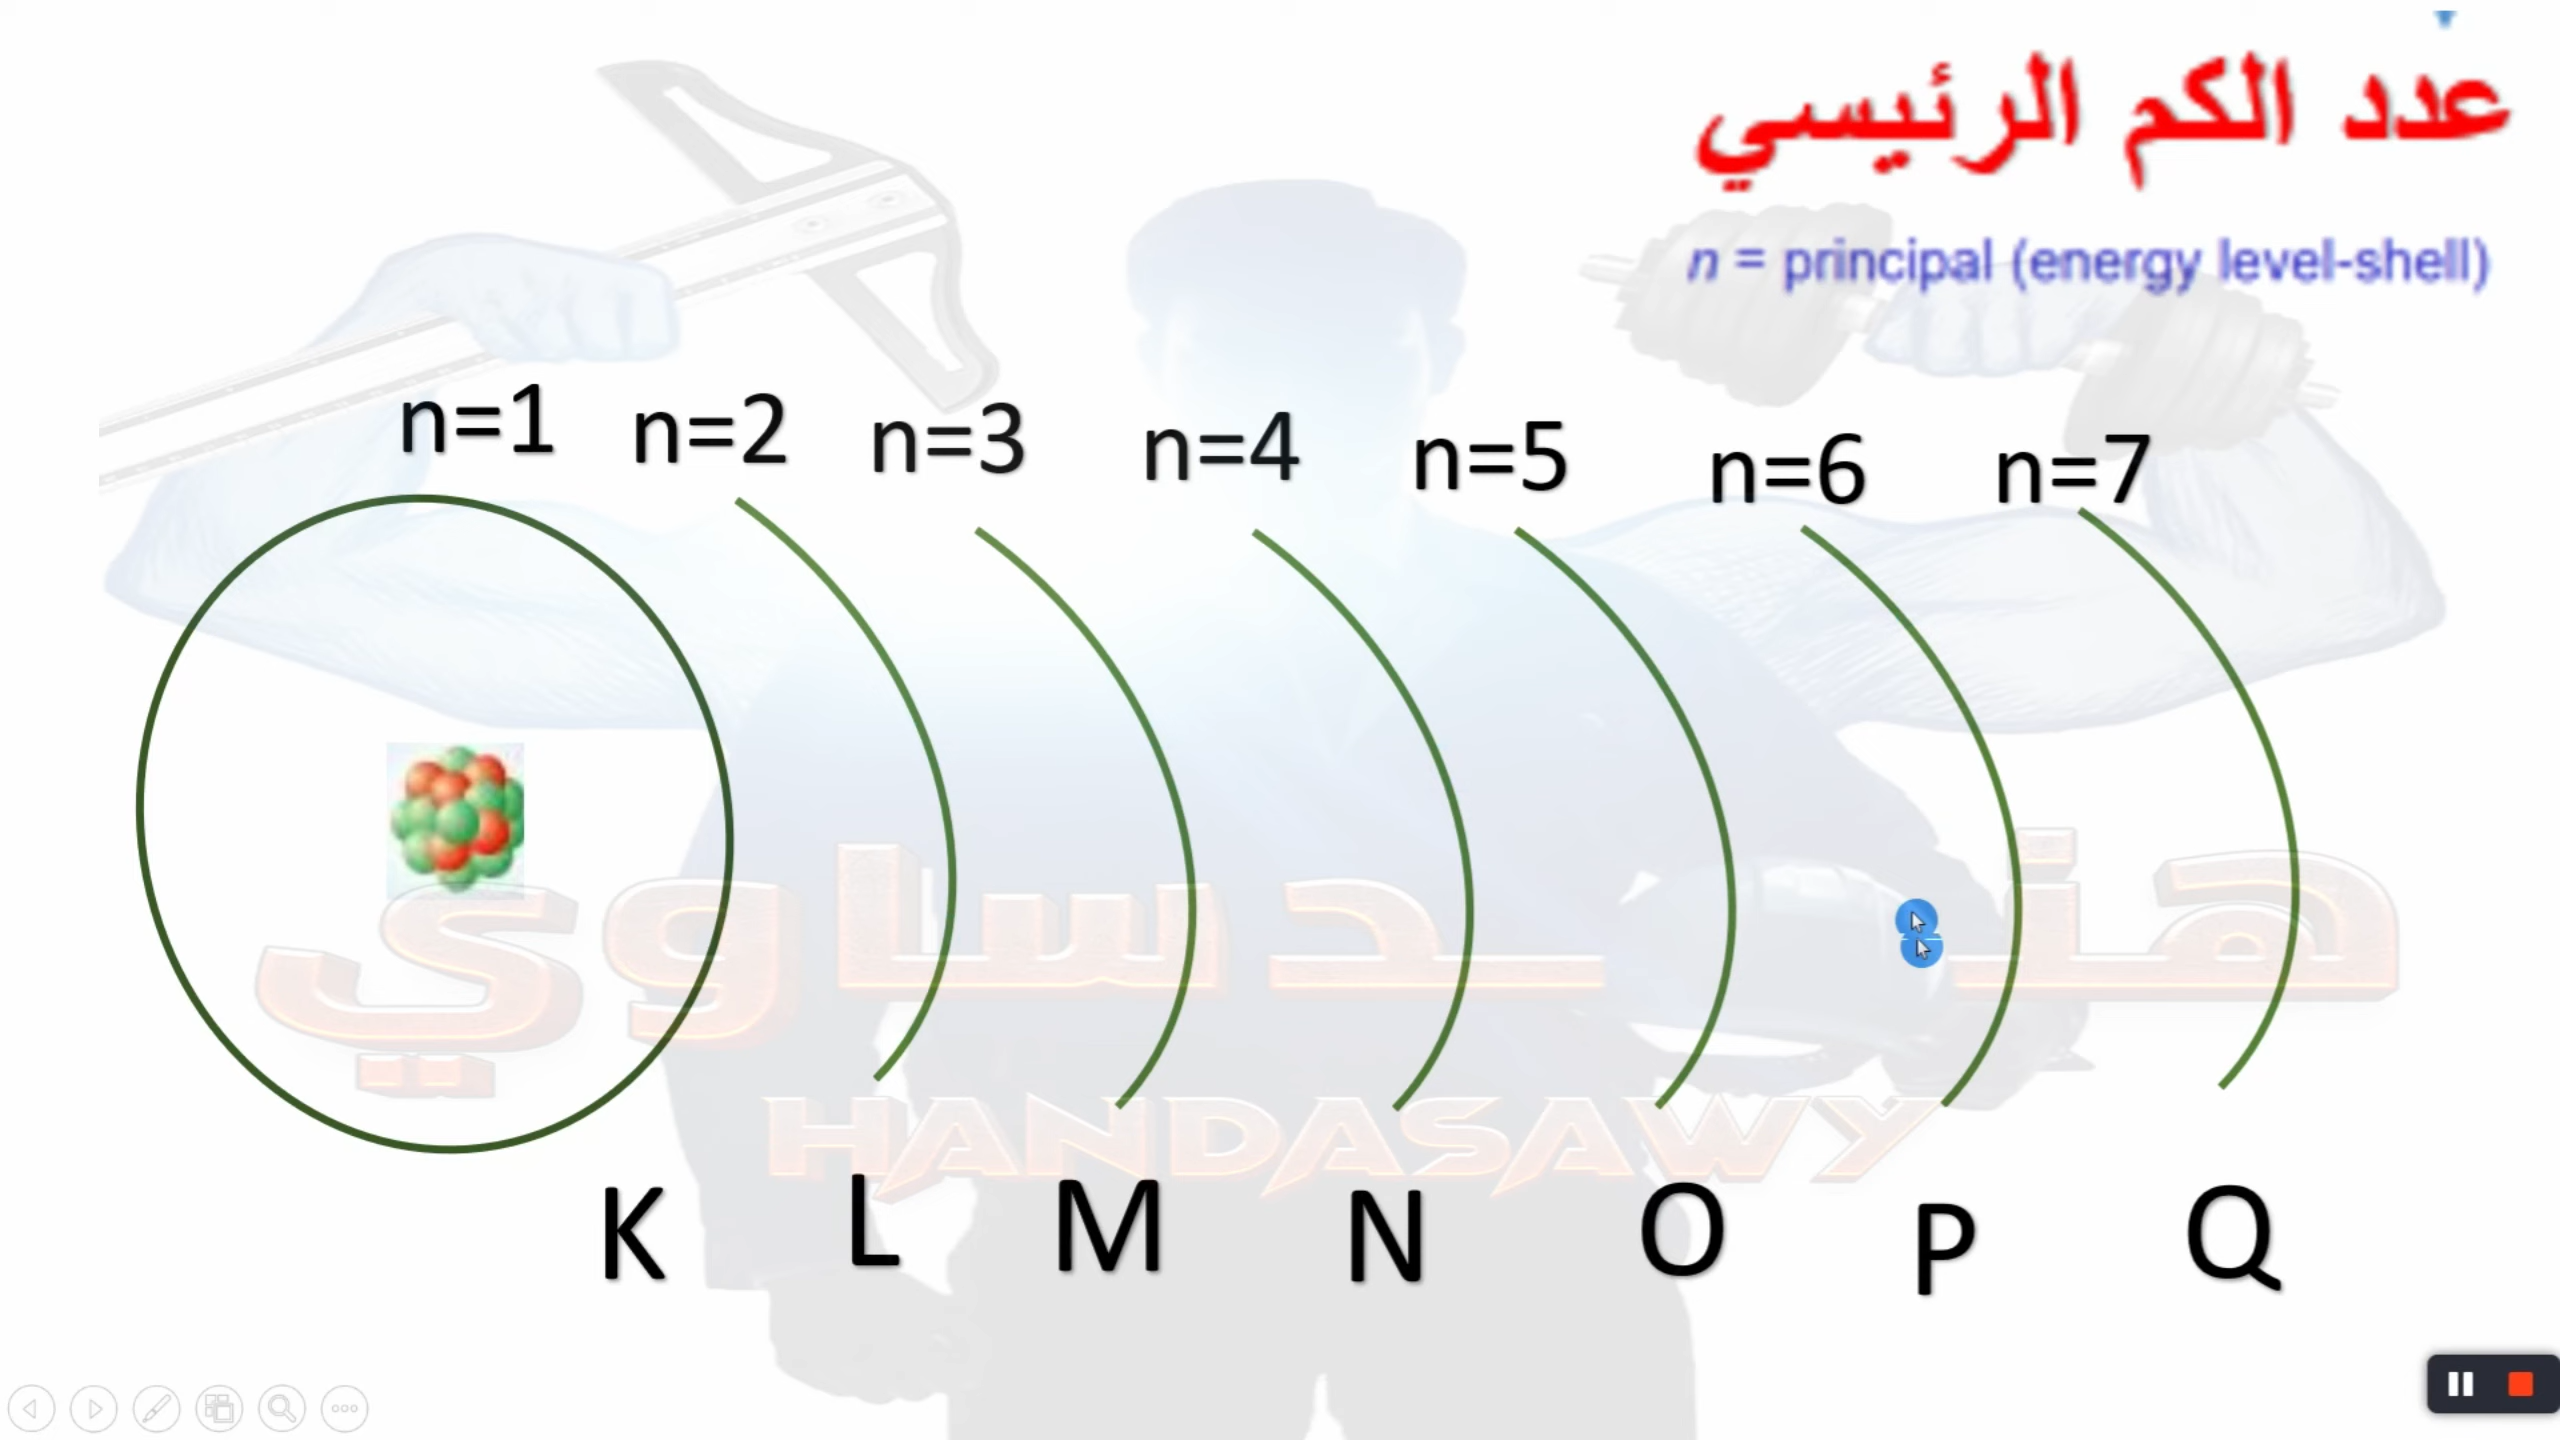 عدد الكم الرئيسي
n = principal (energy level-shell)
n=1 n=2 n=3 n=4 n=5 n=6 n=7
هندساوي
HANDASAWY
K L M N O P Q